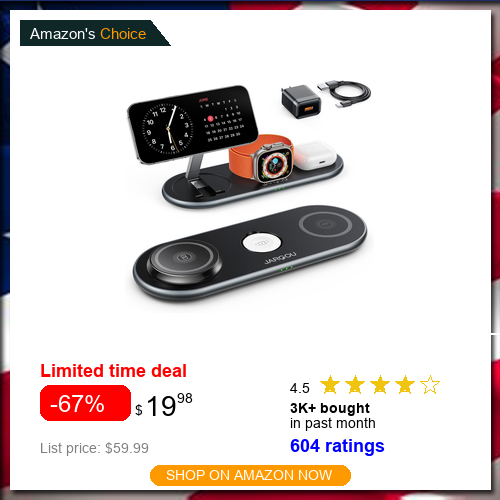 Amazon's Choice
JUNE
JARGOU
Limited time deal
-67%
$ 19 98
List price: $59.99
4.5
3K+ bought
in past month
604 ratings
SHOP ON AMAZON NOW